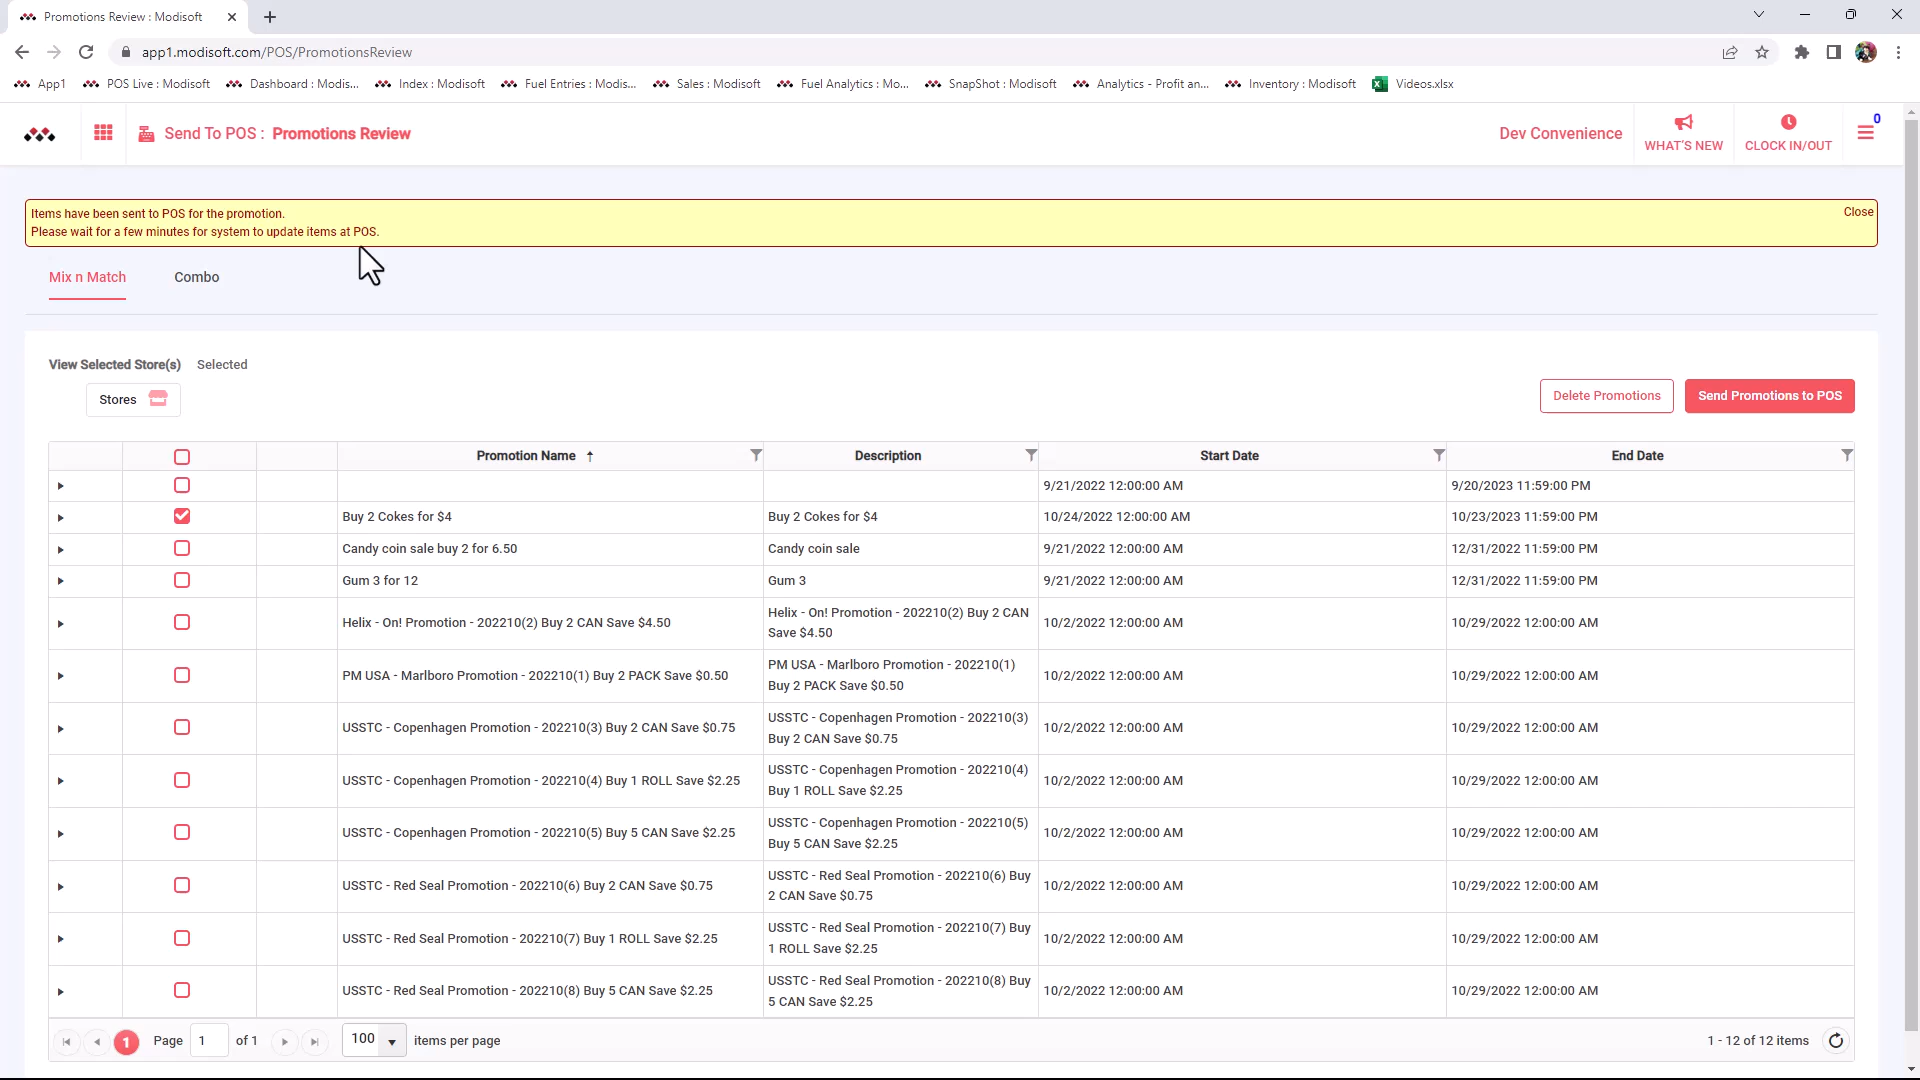 Promotions Review : Modisoft
app1.modisoft.com/POS/PromotionsReview
App1 POS Live : Modisoft Dashboard : Modis... Index : Modisoft Fuel Entries : Modis... Sales : Modisoft Fuel Analytics : Mo... SnapShot : Modisoft Analytics - Profit an... Inventory : Modisoft Videos.xlsx
Send To POS : Promotions Review
Dev Convenience
WHAT'S NEW
CLOCK IN/OUT
0
Items have been sent to POS for the promotion.
Close
Please wait for a few minutes for system to update items at POS.
Mix n Match Combo
View Selected Store(s) Selected
Stores
Delete Promotions Send Promotions to POS
Promotion Name Description Start Date End Date
9/21/2022 12:00:00 AM 9/20/2023 11:59:00 PM
Buy 2 Cokes for $4 Buy 2 Cokes for $4 10/24/2022 12:00:00 AM 10/23/2023 11:59:00 PM
Candy coin sale buy 2 for 6.50 Candy coin sale 9/21/2022 12:00:00 AM 12/31/2022 11:59:00 PM
Gum 3 for 12 Gum 3 9/21/2022 12:00:00 AM 12/31/2022 11:59:00 PM
Helix - On! Promotion - 202210(2) Buy 2 CAN Save $4.50
Helix - On! Promotion - 202210(2) Buy 2 CAN
Save $4.50
10/2/2022 12:00:00 AM 10/29/2022 12:00:00 AM
PM USA - Marlboro Promotion - 202210(1) Buy 2 PACK Save $0.50
PM USA - Marlboro Promotion - 202210(1)
Buy 2 PACK Save $0.50
10/2/2022 12:00:00 AM 10/29/2022 12:00:00 AM
USSTC - Copenhagen Promotion - 202210(3) Buy 2 CAN Save $0.75
USSTC - Copenhagen Promotion - 202210(3)
Buy 2 CAN Save $0.75
10/2/2022 12:00:00 AM 10/29/2022 12:00:00 AM
USSTC - Copenhagen Promotion - 202210(4) Buy 1 ROLL Save $2.25
USSTC - Copenhagen Promotion - 202210(4)
Buy 1 ROLL Save $2.25
10/2/2022 12:00:00 AM 10/29/2022 12:00:00 AM
USSTC - Copenhagen Promotion - 202210(5) Buy 5 CAN Save $2.25
USSTC - Copenhagen Promotion - 202210(5)
Buy 5 CAN Save $2.25
10/2/2022 12:00:00 AM 10/29/2022 12:00:00 AM
USSTC - Red Seal Promotion - 202210(6) Buy 2 CAN Save $0.75
USSTC - Red Seal Promotion - 202210(6) Buy
2 CAN Save $0.75
10/2/2022 12:00:00 AM 10/29/2022 12:00:00 AM
USSTC - Red Seal Promotion - 202210(7) Buy 1 ROLL Save $2.25
USSTC - Red Seal Promotion - 202210(7) Buy
1 ROLL Save $2.25
10/2/2022 12:00:00 AM 10/29/2022 12:00:00 AM
USSTC - Red Seal Promotion - 202210(8) Buy 5 CAN Save $2.25
USSTC - Red Seal Promotion - 202210(8) Buy
5 CAN Save $2.25
10/2/2022 12:00:00 AM 10/29/2022 12:00:00 AM
1 Page 1 of 1 100 items per page 1 - 12 of 12 items